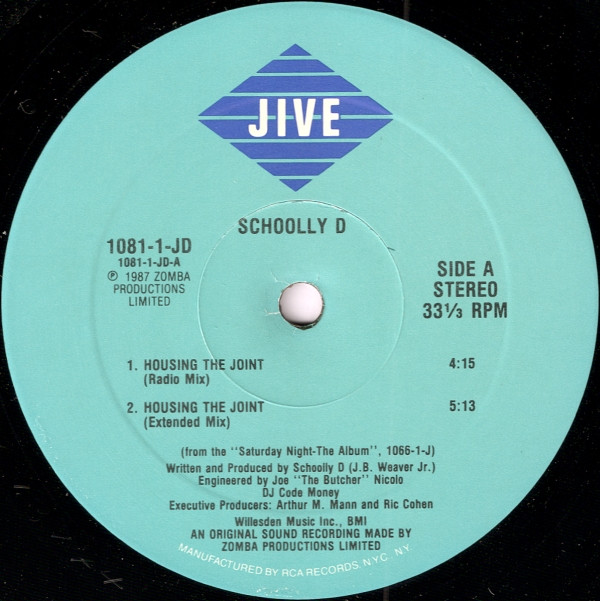 JIVE
SCHOOLLY D
1081-1-JD
1081-1-JD-A
℗ 1987 ZOMBA
PRODUCTIONS
LIMITED
SIDE A
STEREO
33⅓ RPM
1. HOUSING THE JOINT 4:15
(Radio Mix)
2. HOUSING THE JOINT 5:13
(Extended Mix)
(from the "Saturday Night-The Album", 1066-1-J)
Written and Produced by Schoolly D (J.B. Weaver Jr.)
Engineered by Joe "The Butcher" Nicolo
DJ Code Money
Executive Producers: Arthur M. Mann and Ric Cohen
Willesden Music Inc., BMI
AN ORIGINAL SOUND RECORDING MADE BY
ZOMBA PRODUCTIONS LIMITED
MANUFACTURED BY RCA RECORDS, N.Y.C., N.Y.